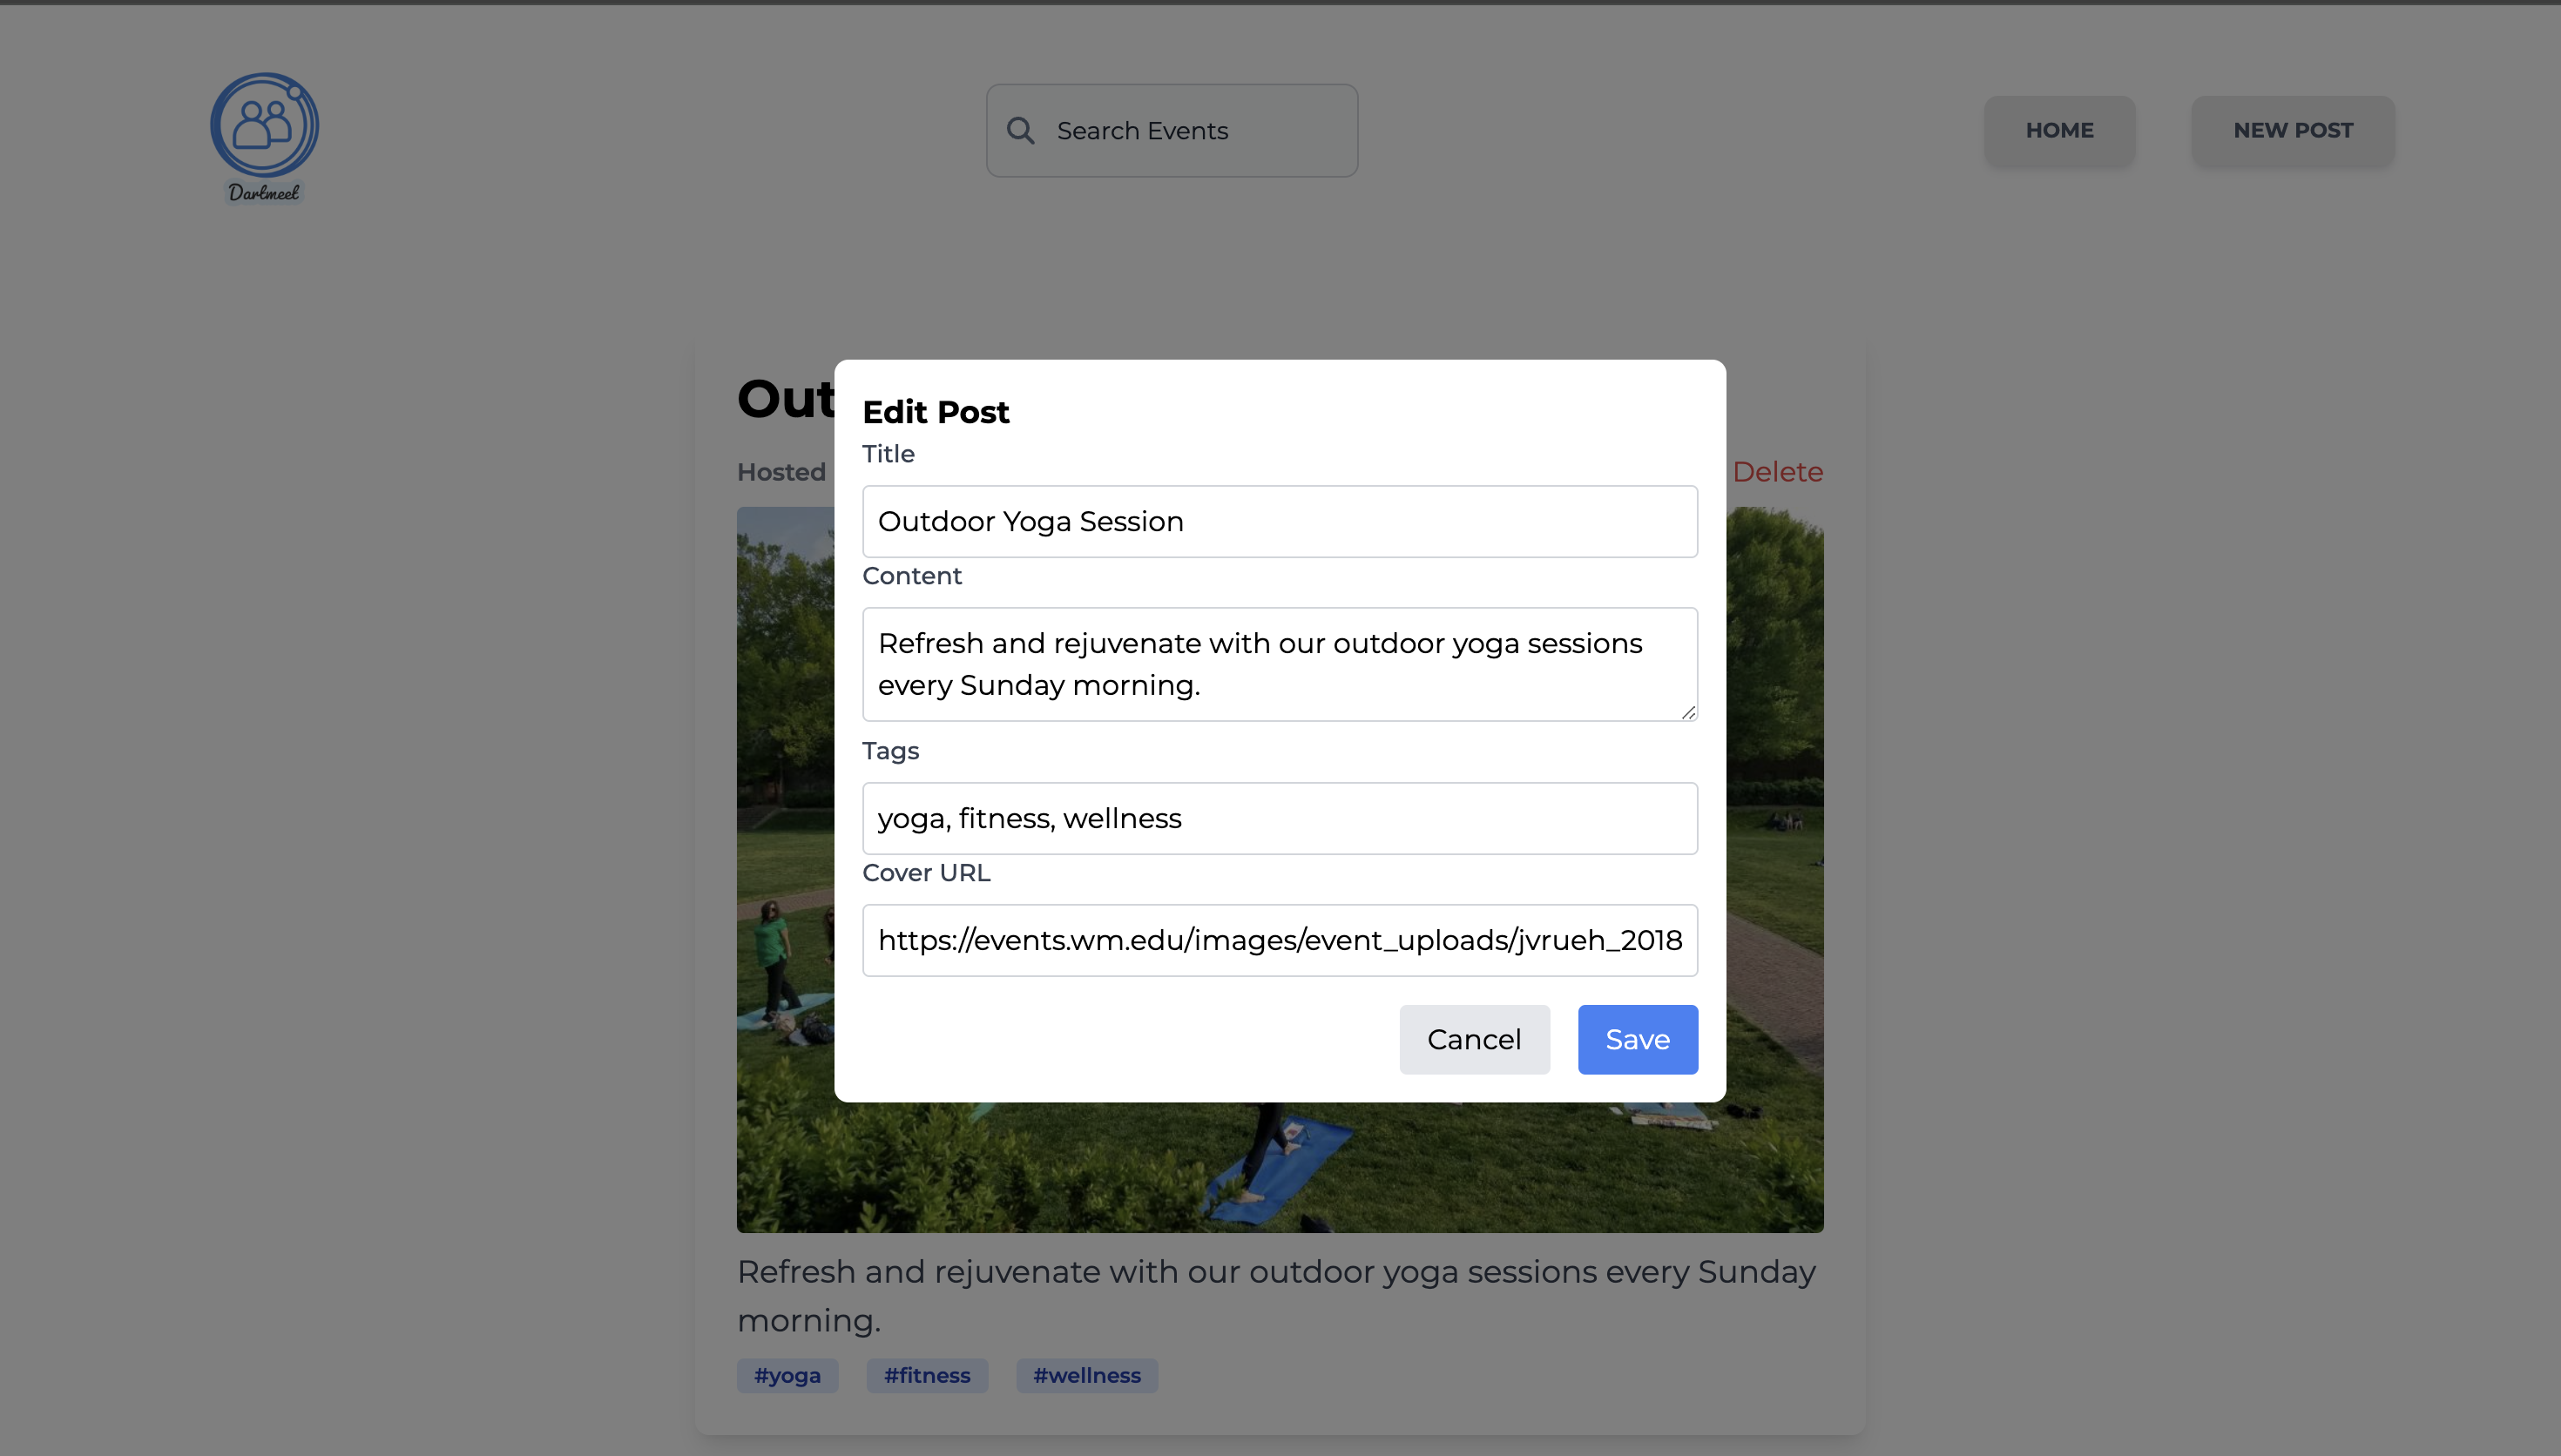 Dartmeet
Search Events
HOME
NEW POST
Out
Hosted
Delete
Edit Post
Title
Outdoor Yoga Session
Content
Refresh and rejuvenate with our outdoor yoga sessions
every Sunday morning.
Tags
yoga, fitness, wellness
Cover URL
https://events.wm.edu/images/event_uploads/jvrueh_2018
Cancel
Save
Refresh and rejuvenate with our outdoor yoga sessions every Sunday
morning.
#yoga
#fitness
#wellness